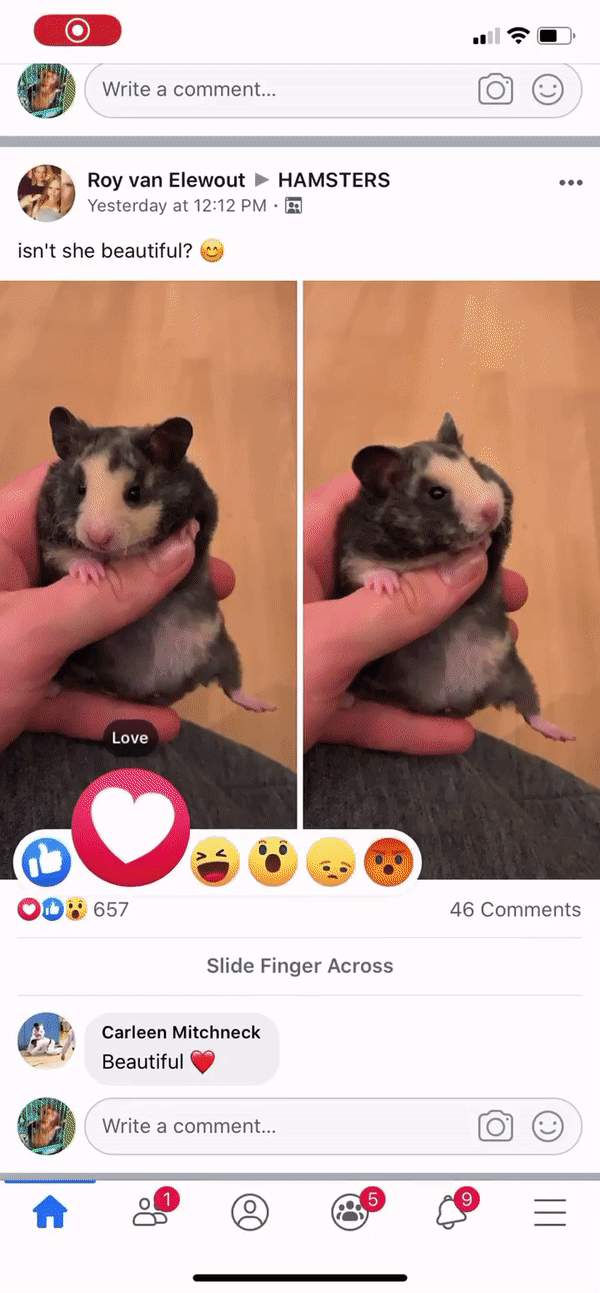 Write a comment...
Roy van Elewout ▶ HAMSTERS
Yesterday at 12:12 PM ·
isn't she beautiful? 😊
Love
657 46 Comments
Slide Finger Across
Carleen Mitchneck
Beautiful ❤️
Write a comment...
1 5 9